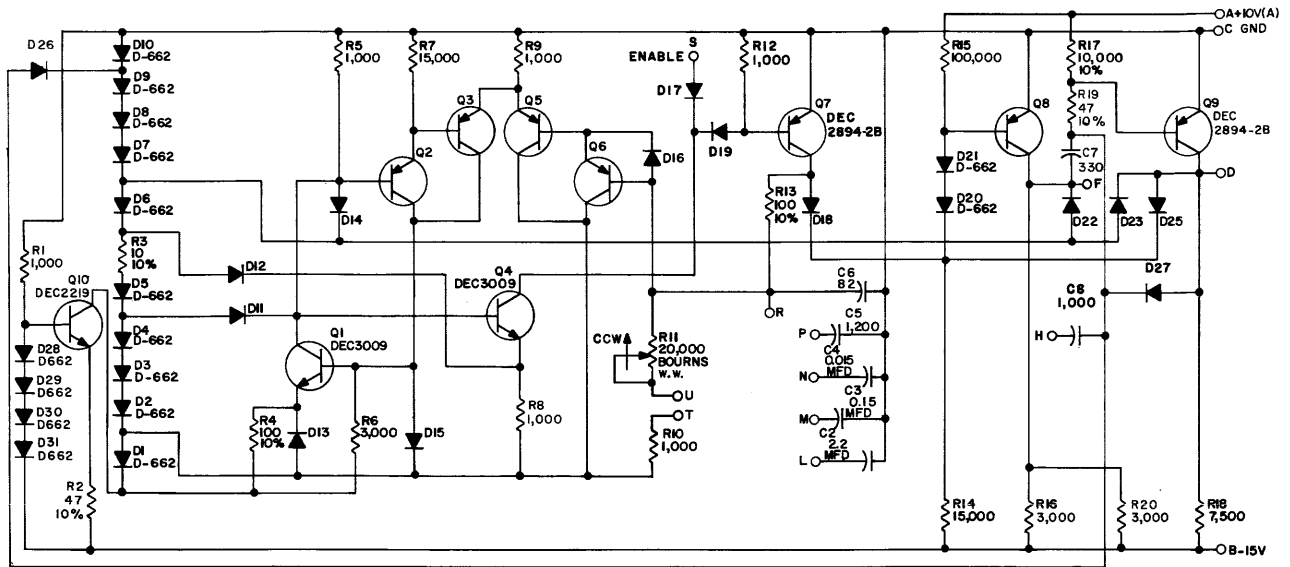 A+10V(A)
C GND
D26
D10
D-662
D9
D-662
D8
D-662
D7
D-662
D6
D-662
R3
10
10%
D5
D-662
D4
D-662
D3
D-662
D2
D-662
D1
D-662
R1
1,000
Q10
DEC2219
D28
D662
D29
D662
D30
D662
D31
D662
R2
47
10%
R5
1,000
R7
15,000
R9
1,000
Q3
Q5
Q2
Q6
D14
D16
D12
D11
Q1
DEC3009
Q4
DEC3009
R4
100
10%
D13
R6
3,000
D15
R8
1,000
S
ENABLE
D17
D19
R12
1,000
Q7
DEC
2894-2B
R13
100
10%
D18
CCW
R11
20,000
BOURNS
W.W.
U
T
R10
1,000
R
C6
82
P
C5
1,200
N
C4
0.015
MFD
M
C3
0.15
MFD
L
C2
2.2
MFD
R15
100,000
D21
D-662
D20
D-662
Q8
R17
10,000
10%
R19
47
10%
C7
330
F
D22
D23
D25
Q9
DEC
2894-2B
D
D27
C8
1,000
H
R14
15,000
R16
3,000
R20
3,000
R18
7,500
B-15V